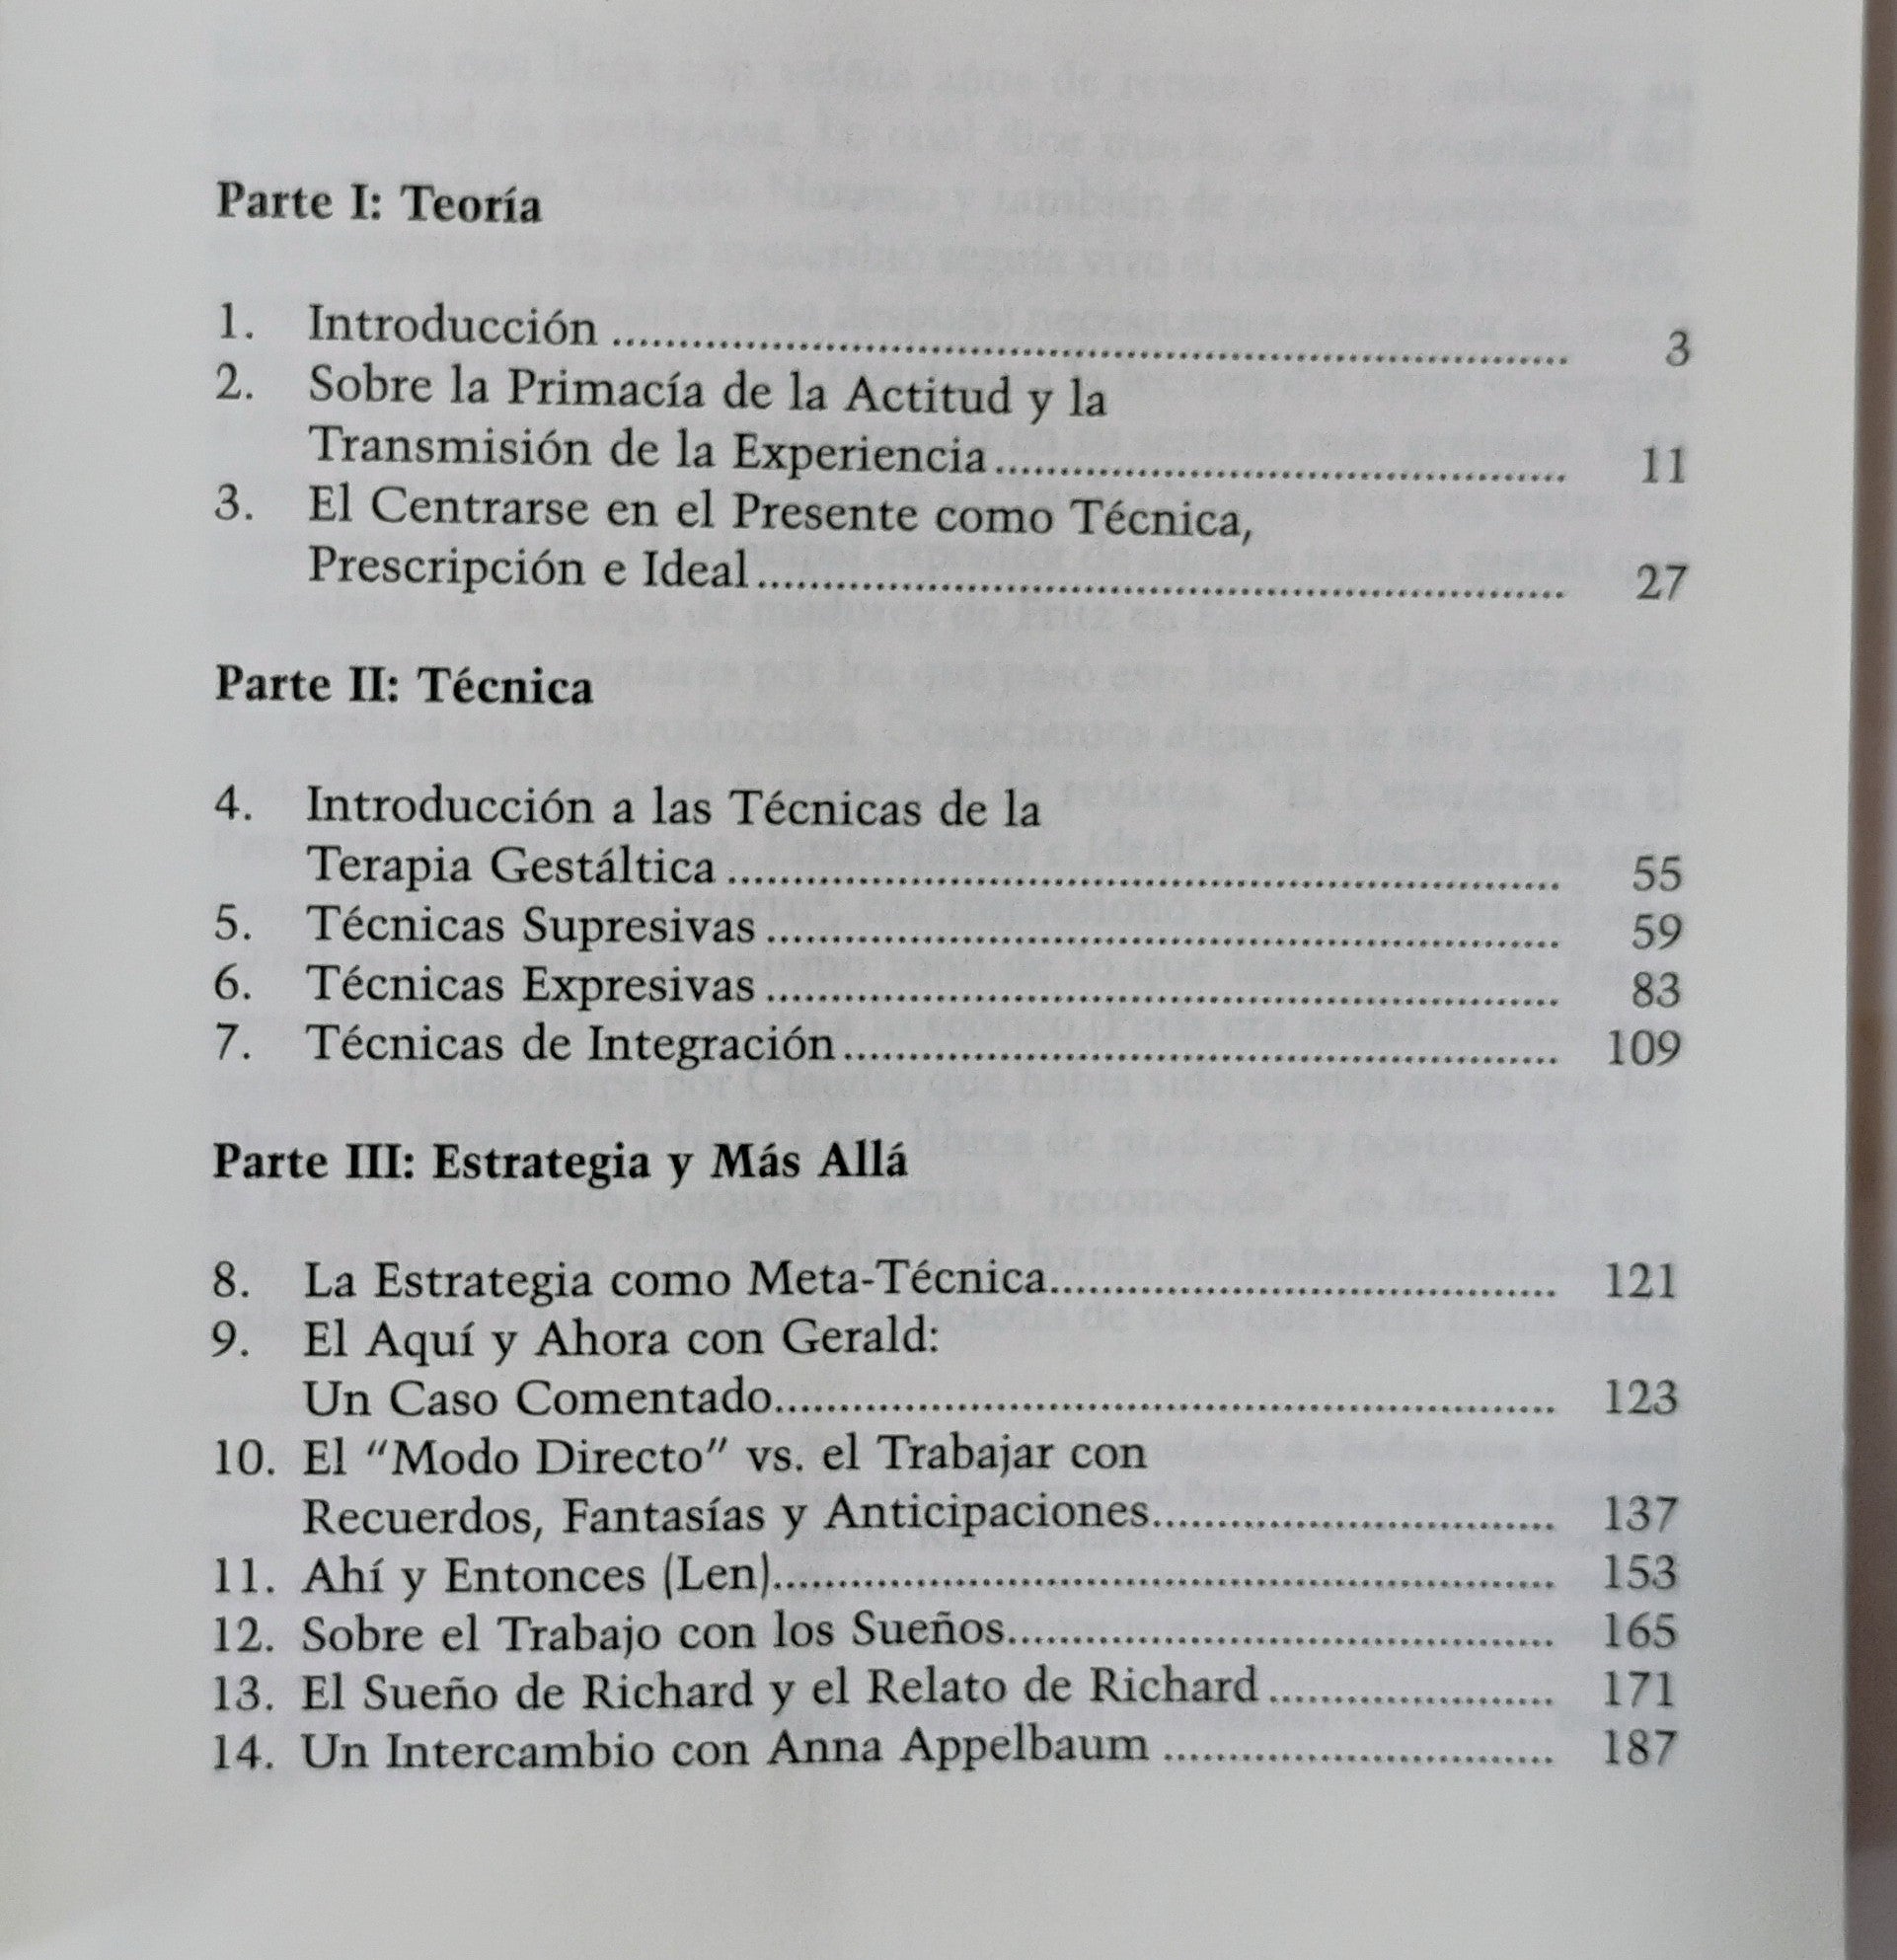 Parte I: Teoría
1. Introducción ........ 3
2. Sobre la Primacía de la Actitud y la
Transmisión de la Experiencia ........ 11
3. El Centrarse en el Presente como Técnica,
Prescripción e Ideal ........ 27
Parte II: Técnica
4. Introducción a las Técnicas de la
Terapia Gestáltica ........ 55
5. Técnicas Supresivas ........ 59
6. Técnicas Expresivas ........ 83
7. Técnicas de Integración ........ 109
Parte III: Estrategia y Más Allá
8. La Estrategia como Meta-Técnica ........ 121
9. El Aquí y Ahora con Gerald:
Un Caso Comentado ........ 123
10. El “Modo Directo” vs. el Trabajar con
Recuerdos, Fantasías y Anticipaciones ........ 137
11. Ahí y Entonces (Len) ........ 153
12. Sobre el Trabajo con los Sueños ........ 165
13. El Sueño de Richard y el Relato de Richard ........ 171
14. Un Intercambio con Anna Appelbaum ........ 187